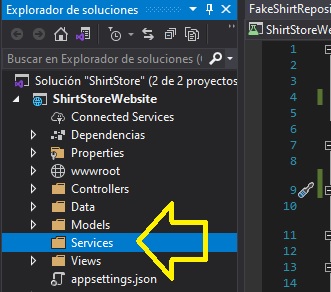 Explorador de soluciones
FakeShirtReposi
ShirtStoreWe
Buscar en Explorador de soluciones
Solución "ShirtStore" (2 de 2 proyectos
ShirtStoreWebsite
Connected Services
Dependencias
Properties
wwwroot
Controllers
Data
Models
Services
Views
appsettings.json
1
2
3
4
5
6
7
8
9
10
11
12
13
14